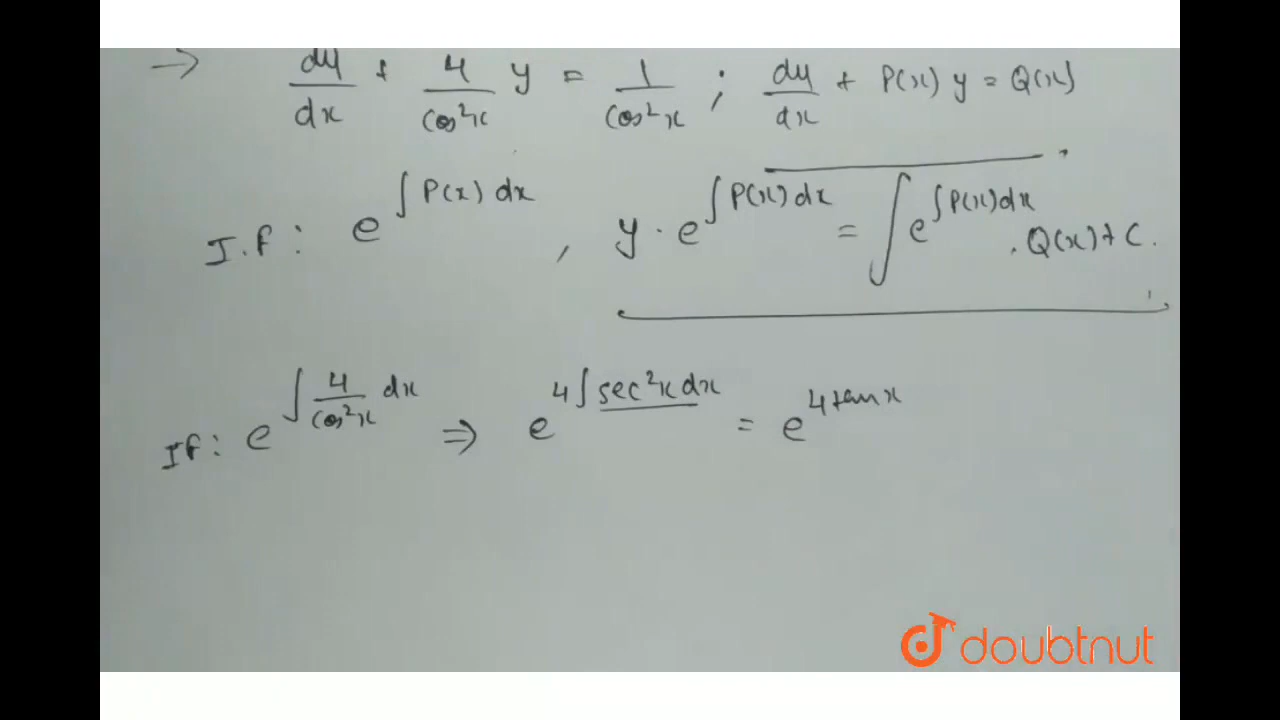 → dy/dx + 4/cos²x y = 1/cos²x ; dy/dx + P(x) y = Q(x)
I.f : e^∫P(x) dx , y · e^∫P(x)dx = ∫e^∫P(x)dx . Q(x)+C.
If : e^∫4/cos²x dx ⇒ e^4∫sec²x dx = e^4tanx
doubtnut